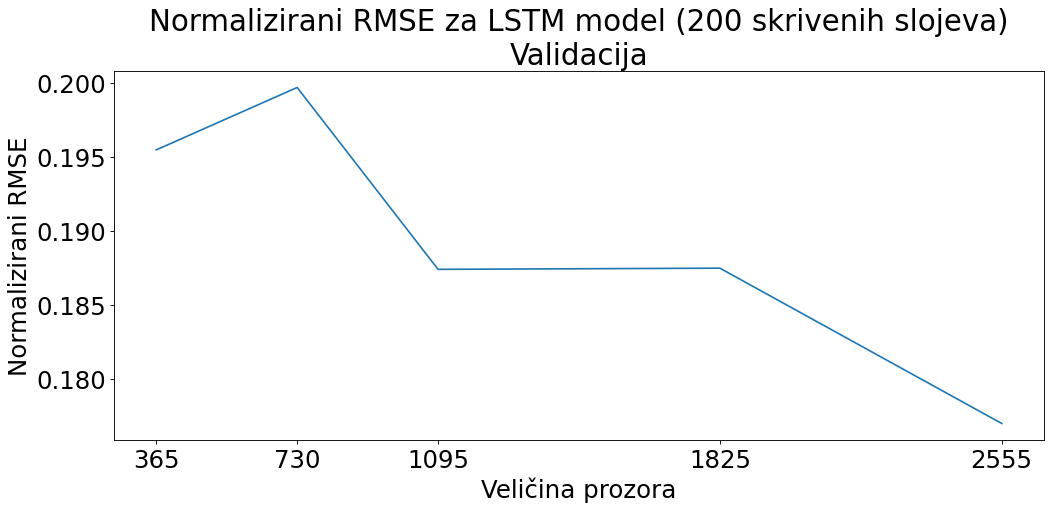 Normalizirani RMSE za LSTM model (200 skrivenih slojeva)
Validacija
Normalizirani RMSE
0.200
0.195
0.190
0.185
0.180
365 730 1095 1825 2555
Veličina prozora